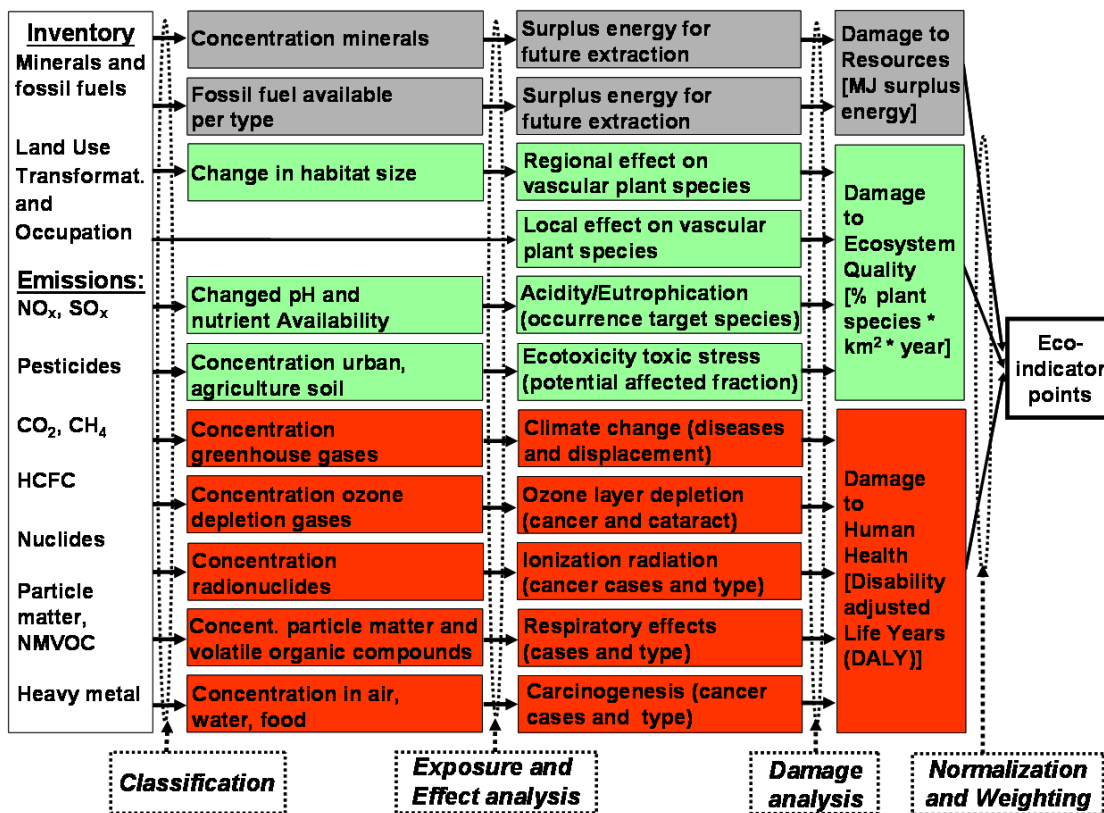 Inventory
Minerals and
fossil fuels
Land Use
Transformat.
and
Occupation
Emissions:
NOₓ, SOₓ
Pesticides
CO₂, CH₄
HCFC
Nuclides
Particle
matter,
NMVOC
Heavy metal
Concentration minerals
Fossil fuel available
per type
Change in habitat size
Changed pH and
nutrient Availability
Concentration urban,
agriculture soil
Concentration
greenhouse gases
Concentration ozone
depletion gases
Concentration
radionuclides
Concent. particle matter and
volatile organic compounds
Concentration in air,
water, food
Surplus energy for
future extraction
Surplus energy for
future extraction
Regional effect on
vascular plant species
Local effect on vascular
plant species
Acidity/Eutrophication
(occurrence target species)
Ecotoxicity toxic stress
(potential affected fraction)
Climate change (diseases
and displacement)
Ozone layer depletion
(cancer and cataract)
Ionization radiation
(cancer cases and type)
Respiratory effects
(cases and type)
Carcinogenesis (cancer
cases and type)
Damage to
Resources
[MJ surplus
energy]
Damage
to
Ecosystem
Quality
[% plant
species *
km² * year]
Damage
to
Human
Health
[Disability
adjusted
Life Years
(DALY)]
Eco-
indicator
points
Classification
Exposure and
Effect analysis
Damage
analysis
Normalization
and Weighting